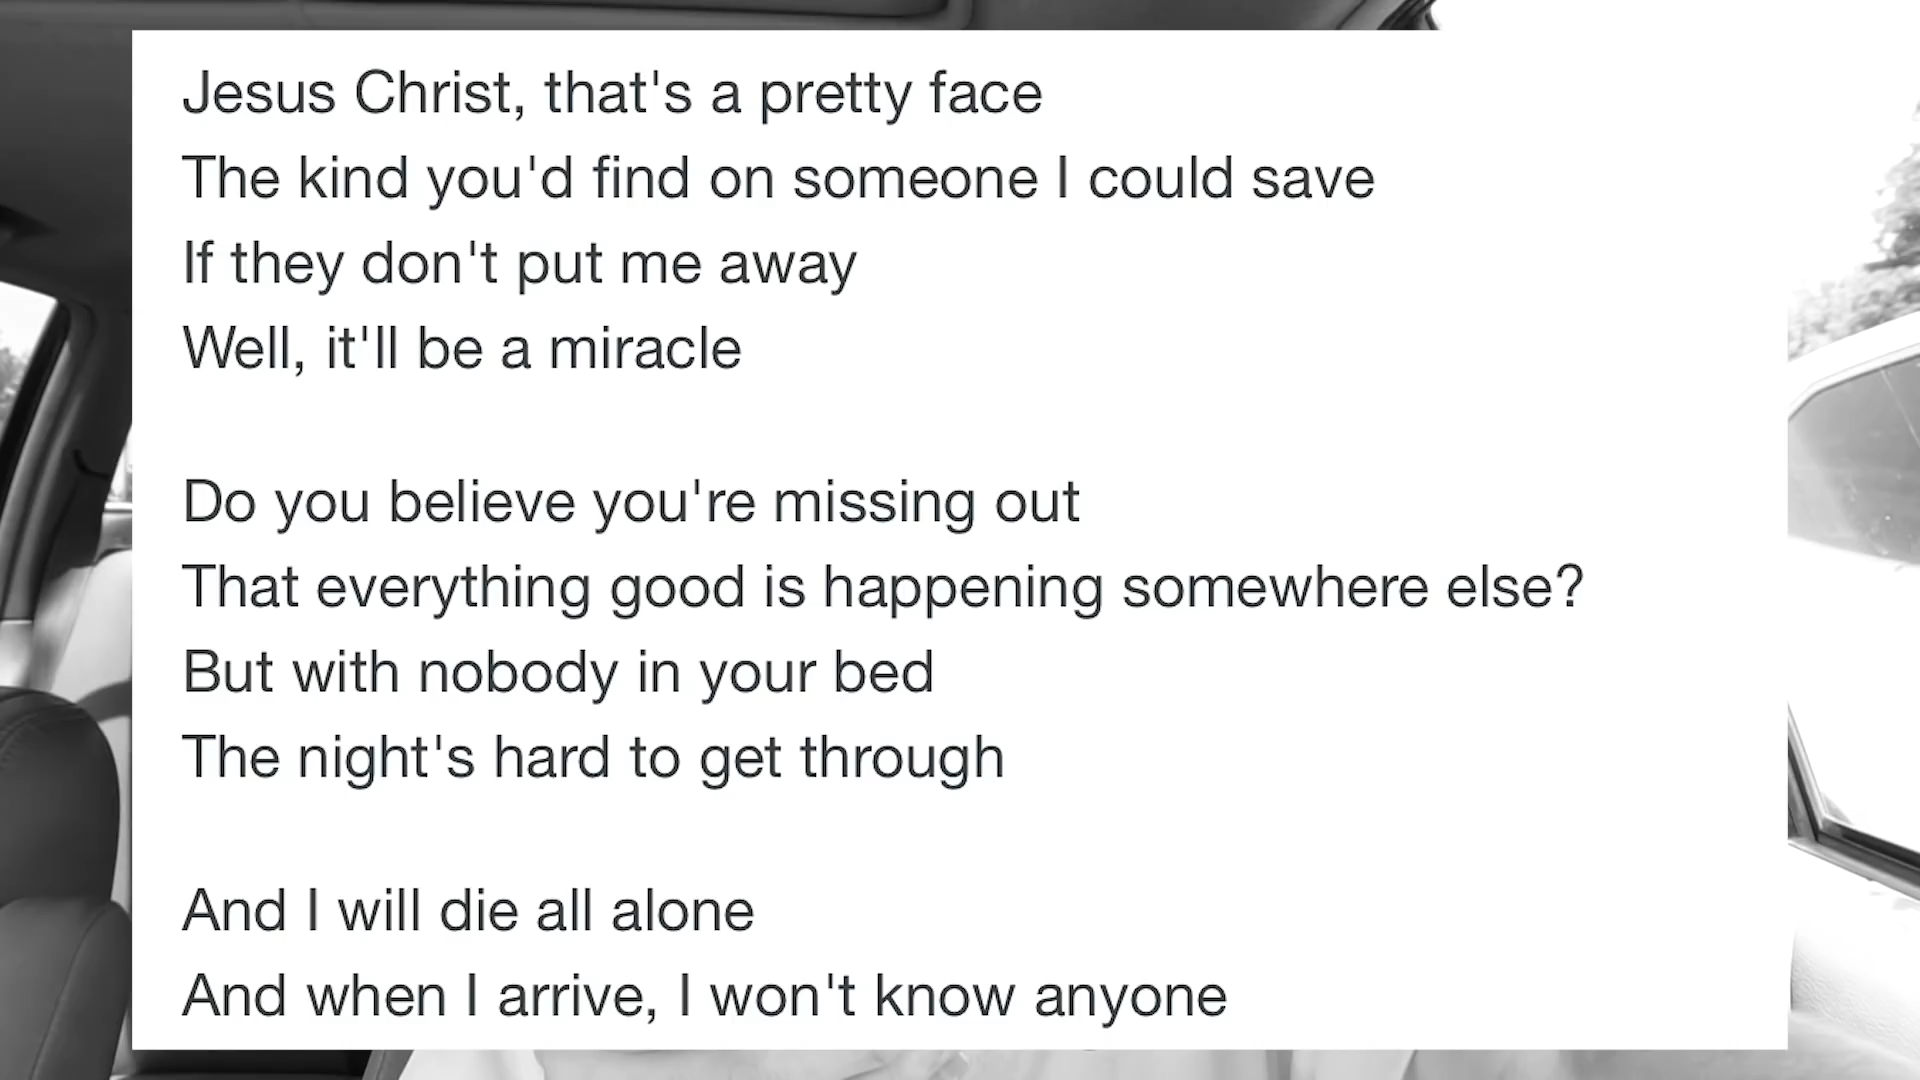 Jesus Christ, that's a pretty face
The kind you'd find on someone I could save
If they don't put me away
Well, it'll be a miracle
Do you believe you're missing out
That everything good is happening somewhere else?
But with nobody in your bed
The night's hard to get through
And I will die all alone
And when I arrive, I won't know anyone